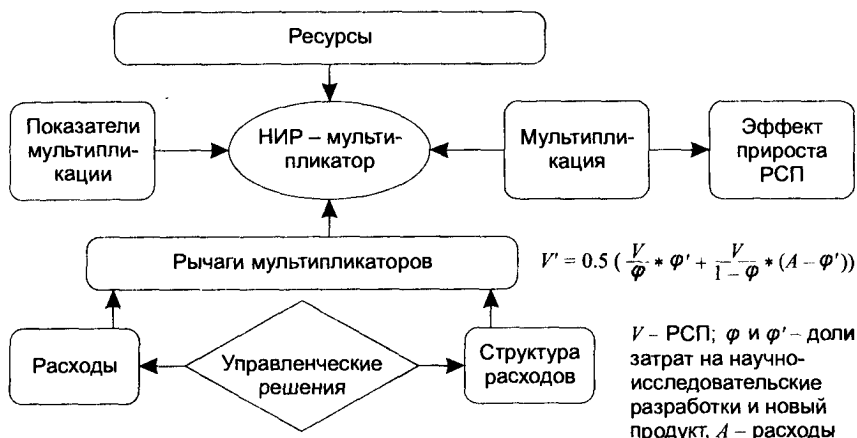 Ресурсы
Показатели
мультипли-
кации
НИР – мульти-
пликатор
Мультипли-
кация
Эффект
прироста
РСП
Рычаги мультипликаторов
V' = 0.5 ( V/φ * φ' + V/(1 – φ) * (A – φ'))
Расходы
Управленческие
решения
Структура
расходов
V – РСП; φ и φ' – доли
затрат на научно-
исследовательские
разработки и новый
продукт, A – расходы